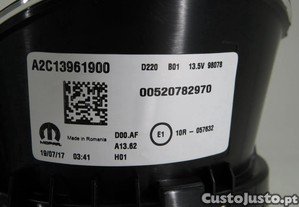 A2C13961900 D220 B01 13.5V 98078
00520782970
MOPAR
Made in Romania
D00.AF E1 10R - 057832
19/07/17 03:41 A13.62
H01
CustoJusto.pt